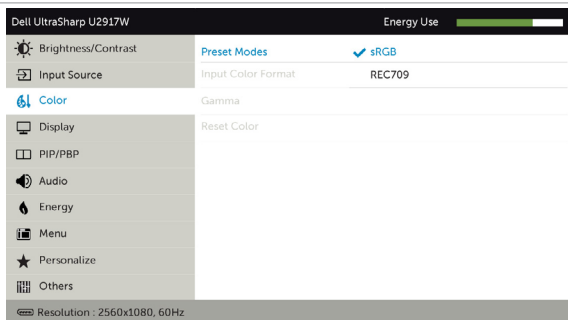 Dell UltraSharp U2917W Energy Use
Brightness/Contrast Preset Modes sRGB
Input Source Input Color Format REC709
Color Gamma
Display Reset Color
PIP/PBP
Audio
Energy
Menu
Personalize
Others
Resolution : 2560x1080, 60Hz